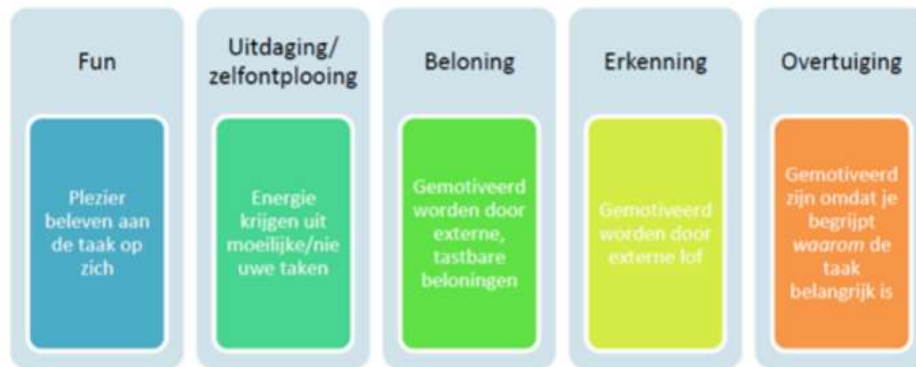 Fun
Plezier
beleven aan
de taak op
zich
Uitdaging/
zelfontplooing
Energie
krijgen uit
moeilijke/nie
uwe taken
Beloning
Gemotiveerd
worden door
externe,
tastbare
beloningen
Erkenning
Gemotiveerd
worden door
externe lof
Overtuiging
Gemotiveerd
zijn omdat je
begrijpt
waarom de
taak
belangrijk is